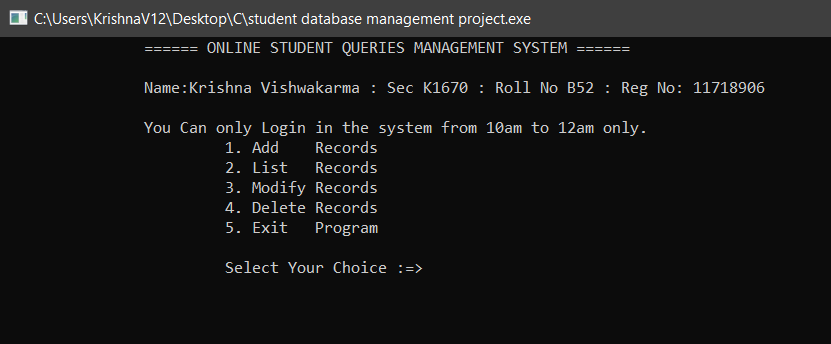 C:\Users\KrishnaV12\Desktop\C\student database management project.exe
====== ONLINE STUDENT QUERIES MANAGEMENT SYSTEM ======
Name:Krishna Vishwakarma : Sec K1670 : Roll No B52 : Reg No: 11718906
You Can only Login in the system from 10am to 12am only.
1. Add    Records
2. List   Records
3. Modify Records
4. Delete Records
5. Exit   Program
Select Your Choice :=>